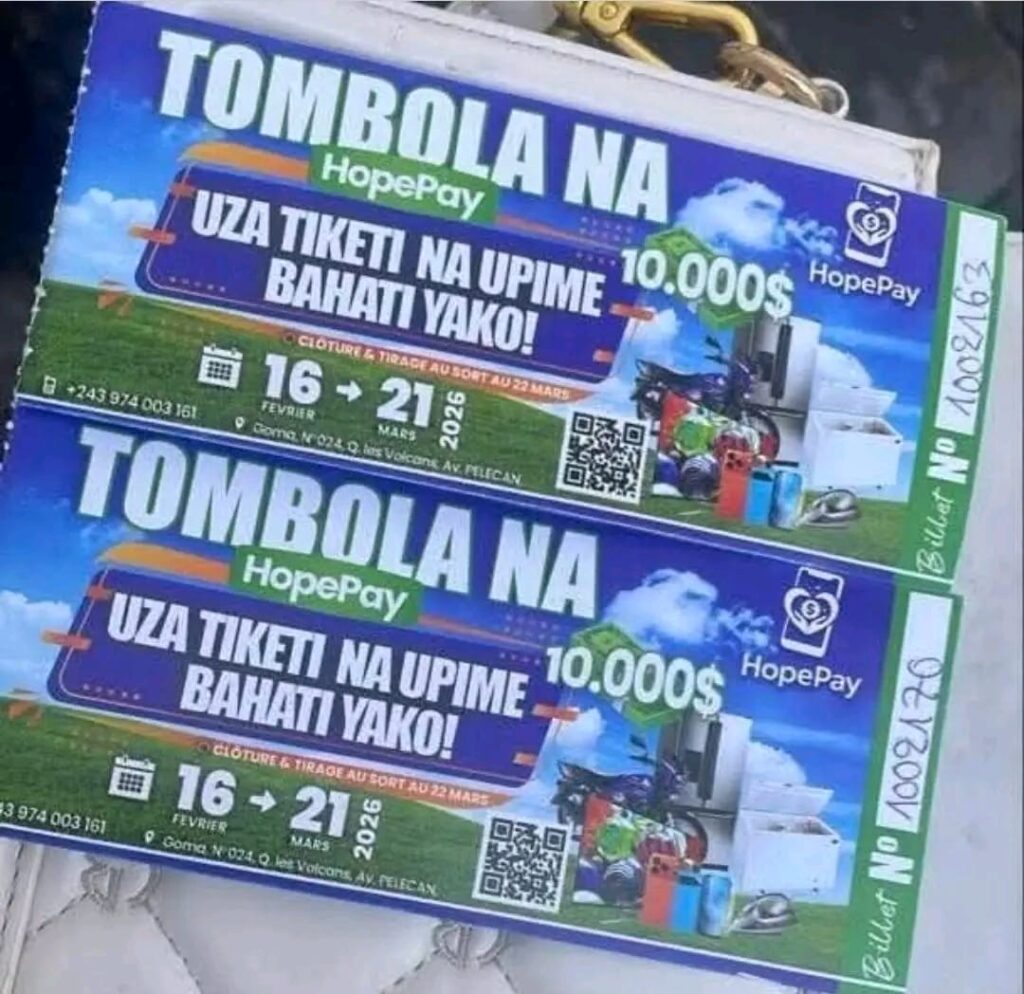 TOMBOLA NA
HopePay
UZA TIKETI NA UPIME
BAHATI YAKO!
10.000$
HopePay
CLÔTURE & TIRAGE AU SORT AU 22 MARS
16 → 21
FEVRIER
MARS
2026
+243 974 003 161
Goma, N°024, Q. les Volcans, Av. PELECAN
Billet Nº 1002163
TOMBOLA NA
HopePay
UZA TIKETI NA UPIME
BAHATI YAKO!
10.000$
HopePay
CLÔTURE & TIRAGE AU SORT AU 22 MARS
16 → 21
FEVRIER
MARS
2026
43 974 003 161
Goma, N°024, Q. les Volcans, Av. PELECAN,
Billet Nº 1002170